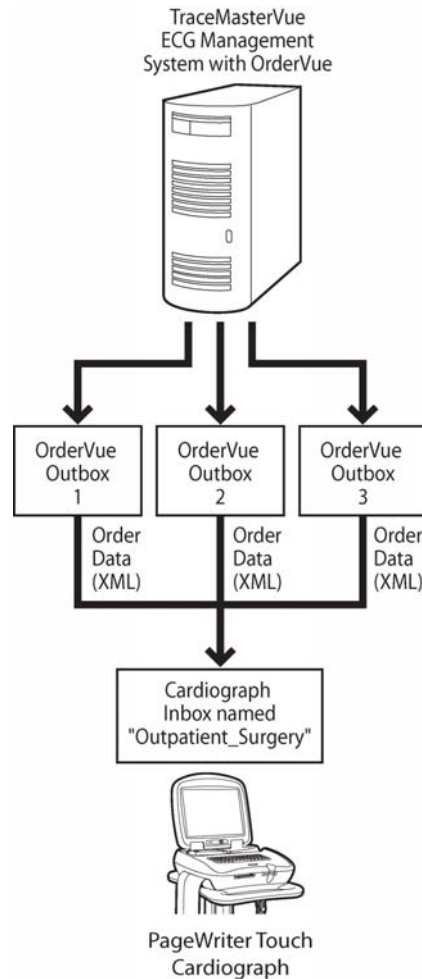 TraceMasterVue
ECG Management
System with OrderVue
OrderVue
Outbox
1
OrderVue
Outbox
2
OrderVue
Outbox
3
Order
Data
(XML)
Order
Data
(XML)
Order
Data
(XML)
Cardiograph
Inbox named
"Outpatient_Surgery"
PageWriter Touch
Cardiograph